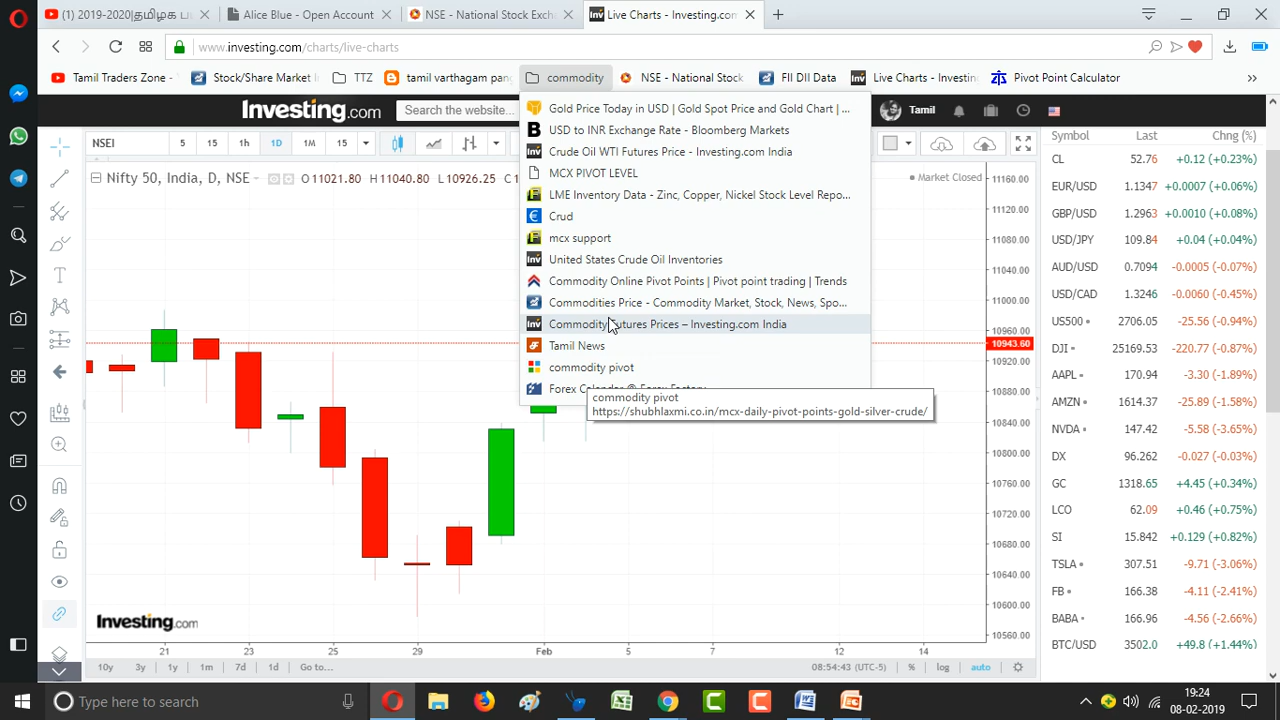 (1) 2019-2020|தமிழக பட்
Alice Blue - Open Account
NSE - National Stock Exch
Live Charts - Investing.com
www.investing.com/charts/live-charts
Tamil Traders Zone -
Stock/Share Market I
TTZ
tamil varthagam pan
commodity
NSE - National Stock
FII DII Data
Live Charts - Investin
Pivot Point Calculator
»
Investing.com
Search the website...
Tamil
NSEI
5 15 1h 1D 1M 15
Nifty 50, India, D, NSE
O 11021.80 H 11040.80 L 10926.25 C
Market Closed
Gold Price Today in USD | Gold Spot Price and Gold Chart | ...
USD to INR Exchange Rate - Bloomberg Markets
Crude Oil WTI Futures Price - Investing.com India
MCX PIVOT LEVEL
LME Inventory Data - Zinc, Copper, Nickel Stock Level Repo...
Crud
mcx support
United States Crude Oil Inventories
Commodity Online Pivot Points | Pivot point trading | Trends
Commodities Price - Commodity Market, Stock, News, Spo...
Commodity Futures Prices – Investing.com India
Tamil News
commodity pivot
Forex Calendar @ Forex Factory
commodity pivot
https://shubhlaxmi.co.in/mcx-daily-pivot-points-gold-silver-crude/
11160.00
11120.00
11080.00
11040.00
11000.00
10960.00
10943.60
10920.00
10880.00
10840.00
10800.00
10760.00
10720.00
10680.00
10640.00
10600.00
10560.00
Symbol Last Chng (%)
CL 52.76 +0.12 (+0.23%)
EUR/USD 1.1347 +0.0007 (+0.06%)
GBP/USD 1.2963 +0.0010 (+0.08%)
USD/JPY 109.84 +0.04 (+0.04%)
AUD/USD 0.7094 -0.0005 (-0.07%)
USD/CAD 1.3246 -0.0060 (-0.45%)
US500 2706.05 -25.56 (-0.94%)
DJI 25169.53 -220.77 (-0.87%)
AAPL 170.94 -3.30 (-1.89%)
AMZN 1614.37 -25.89 (-1.58%)
NVDA 147.42 -5.58 (-3.65%)
DX 96.262 -0.027 (-0.03%)
GC 1318.65 +4.45 (+0.34%)
LCO 62.09 +0.46 (+0.75%)
SI 15.842 +0.129 (+0.82%)
TSLA 307.51 -9.71 (-3.06%)
FB 166.38 -4.11 (-2.41%)
BABA 166.96 -4.56 (-2.66%)
BTC/USD 3502.0 +49.8 (+1.44%)
Investing.com
21 23 25 29 Feb 5 7 12 14
10y 3y 1y 1m 7d 1d Go to...
08:54:43 (UTC-5) % log auto
Type here to search
19:24
08-02-2019